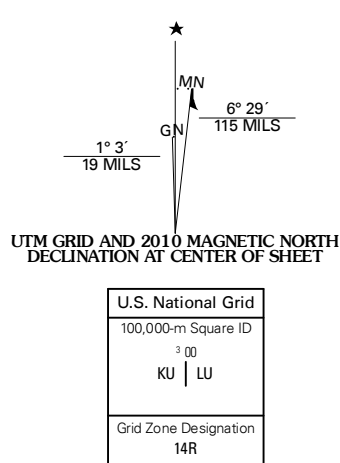 ★
MN
GN
6° 29´
115 MILS
1° 3´
19 MILS
UTM GRID AND 2010 MAGNETIC NORTH
DECLINATION AT CENTER OF SHEET
U.S. National Grid
100,000-m Square ID
3 00
KU LU
Grid Zone Designation
14R